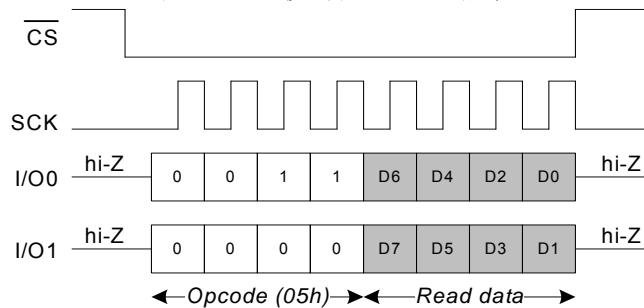 CS
SCK
I/O0 hi-Z 0 0 1 1 D6 D4 D2 D0 hi-Z
I/O1 hi-Z 0 0 0 0 D7 D5 D3 D1 hi-Z
Opcode (05h) Read data